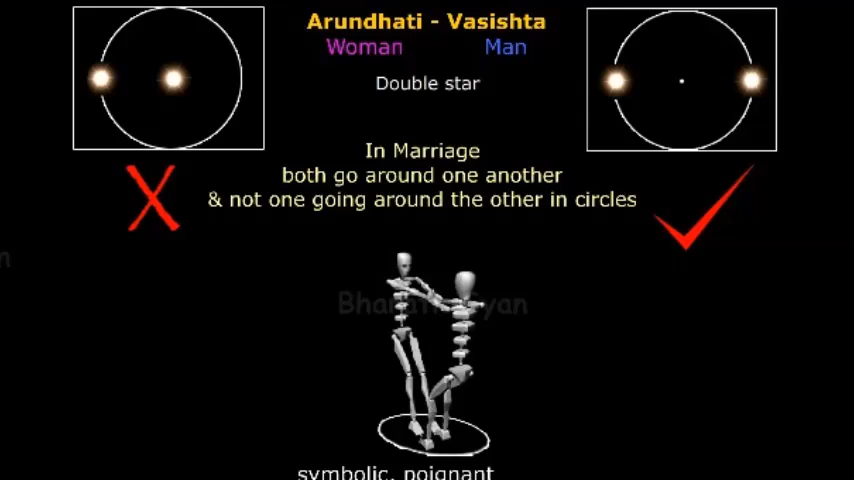 Arundhati - Vasishta
Woman Man
Double star
In Marriage
both go around one another
& not one going around the other in circles
symbolic, poignant